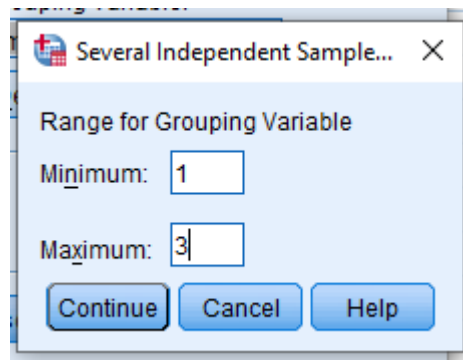 Several Independent Sample...
Range for Grouping Variable
Minimum: 1
Maximum: 3
Continue Cancel Help